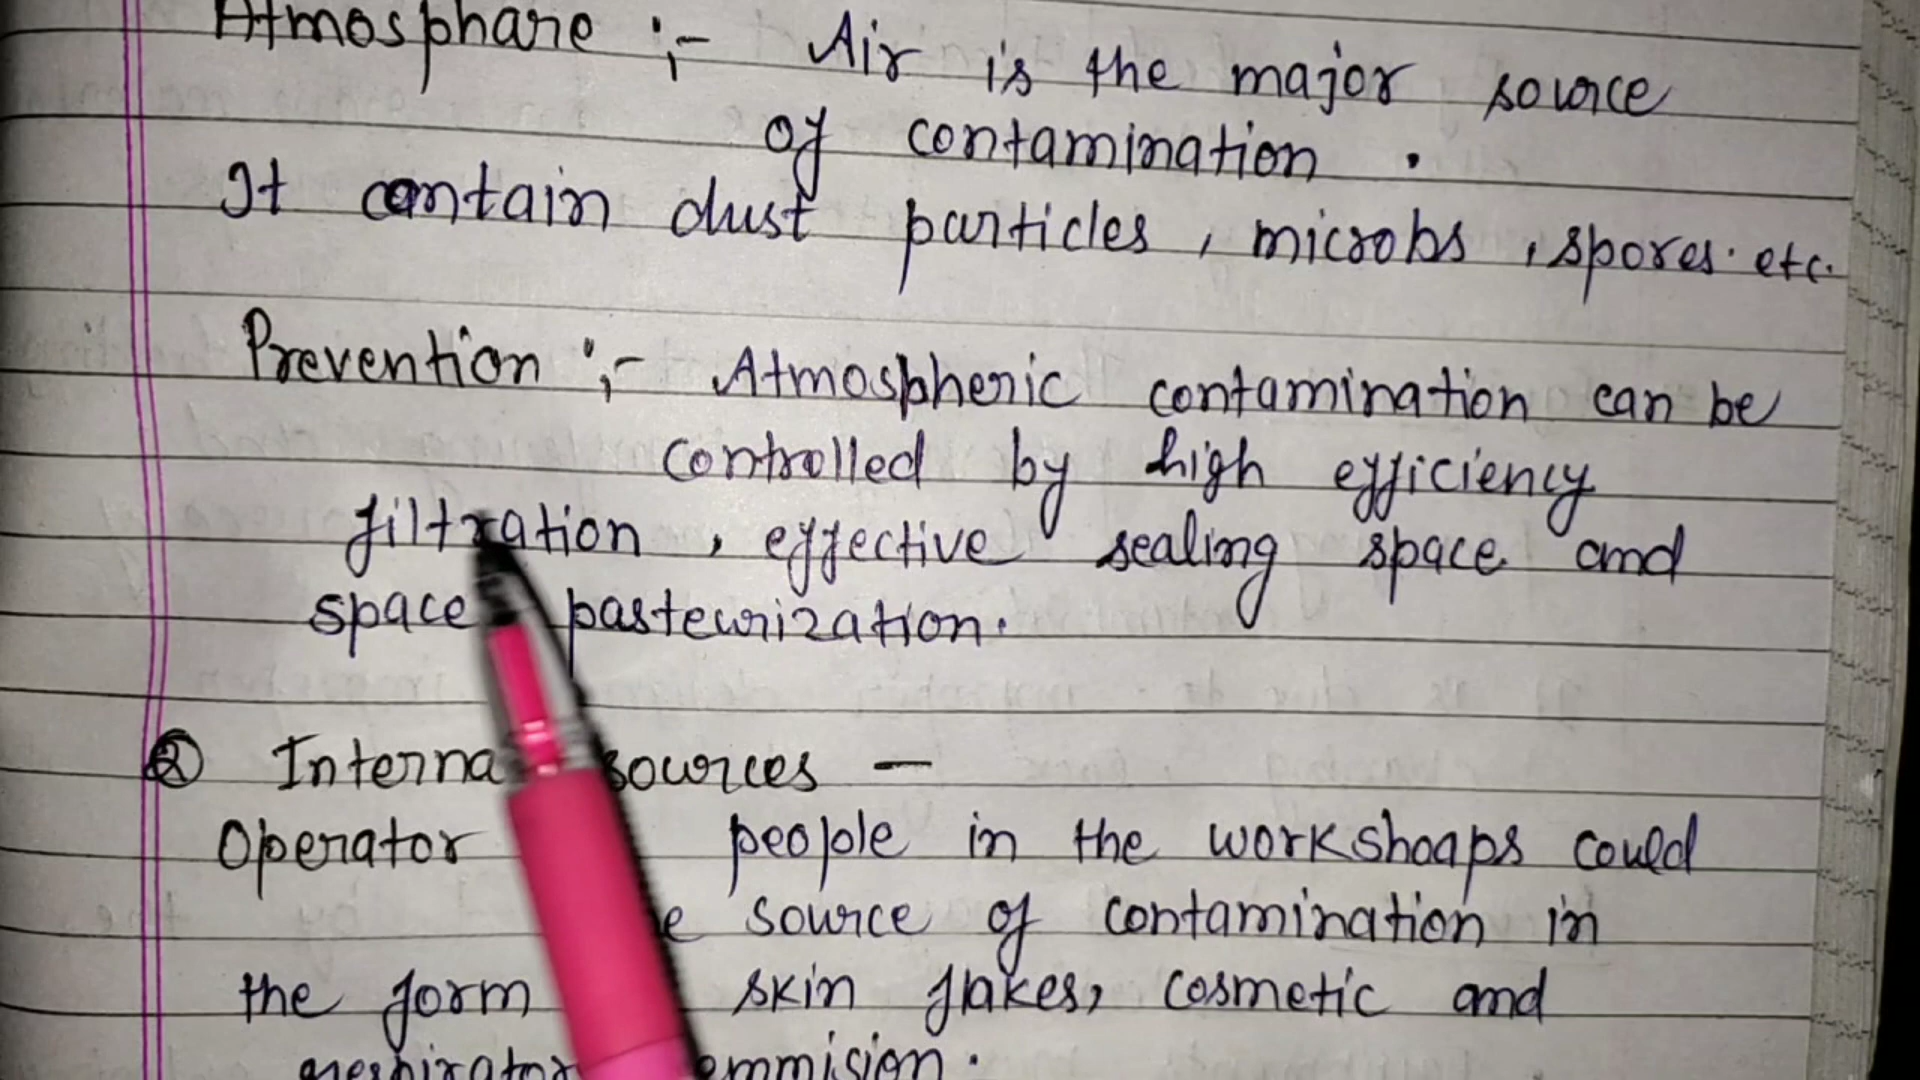 Atmosphare :- Air is the major source
of contamination .
It contain dust particles , microbs , spores. etc.
Prevention :- Atmospheric contamination can be
controlled by high efficiency
filtration , effective sealing space and
space pasteurization.
② Interna sources —
Operator people in the workshoaps could
e source of contamination in
the form skin flakes, cosmetic and
emmision.